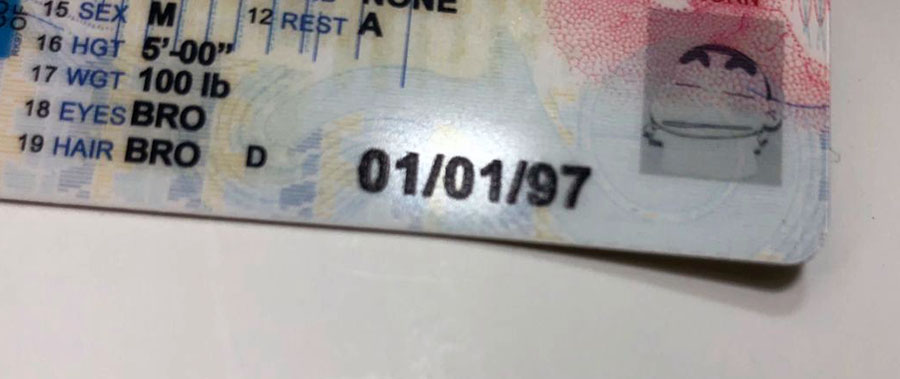 NONE
15 SEX M 12 REST A
16 HGT 5'-00"
17 WGT 100 lb
18 EYES BRO
19 HAIR BRO D 01/01/97